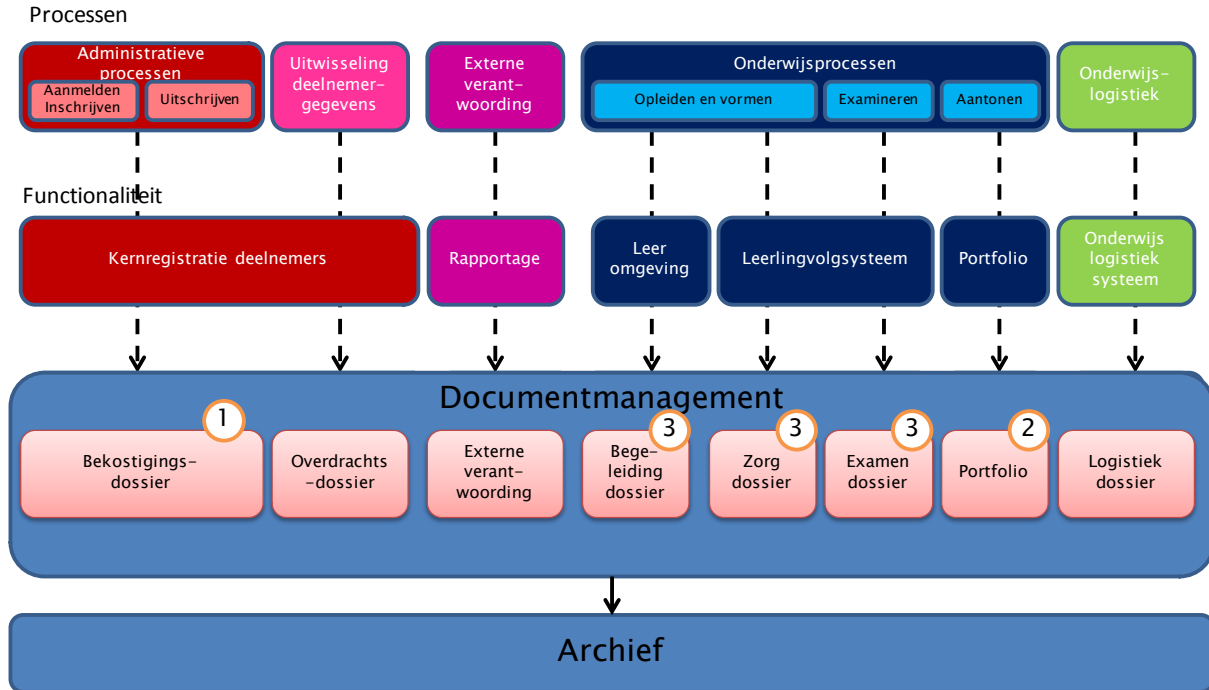 Processen
Administratieve
processen
Aanmelden
Inschrijven
Uitschrijven
Uitwisseling
deelnemer-
gegevens
Externe
verant-
woording
Onderwijsprocessen
Opleiden en vormen
Examineren
Aantonen
Onderwijs-
logistiek
Functionaliteit
Kernregistratie deelnemers
Rapportage
Leer
omgeving
Leerlingvolgsysteem
Portfolio
Onderwijs
logistiek
systeem
Documentmanagement
1
Bekostigings-
dossier
Overdrachts
-dossier
Externe
verant-
woording
3
Bege-
leiding
dossier
3
Zorg
dossier
3
Examen
dossier
2
Portfolio
Logistiek
dossier
Archief